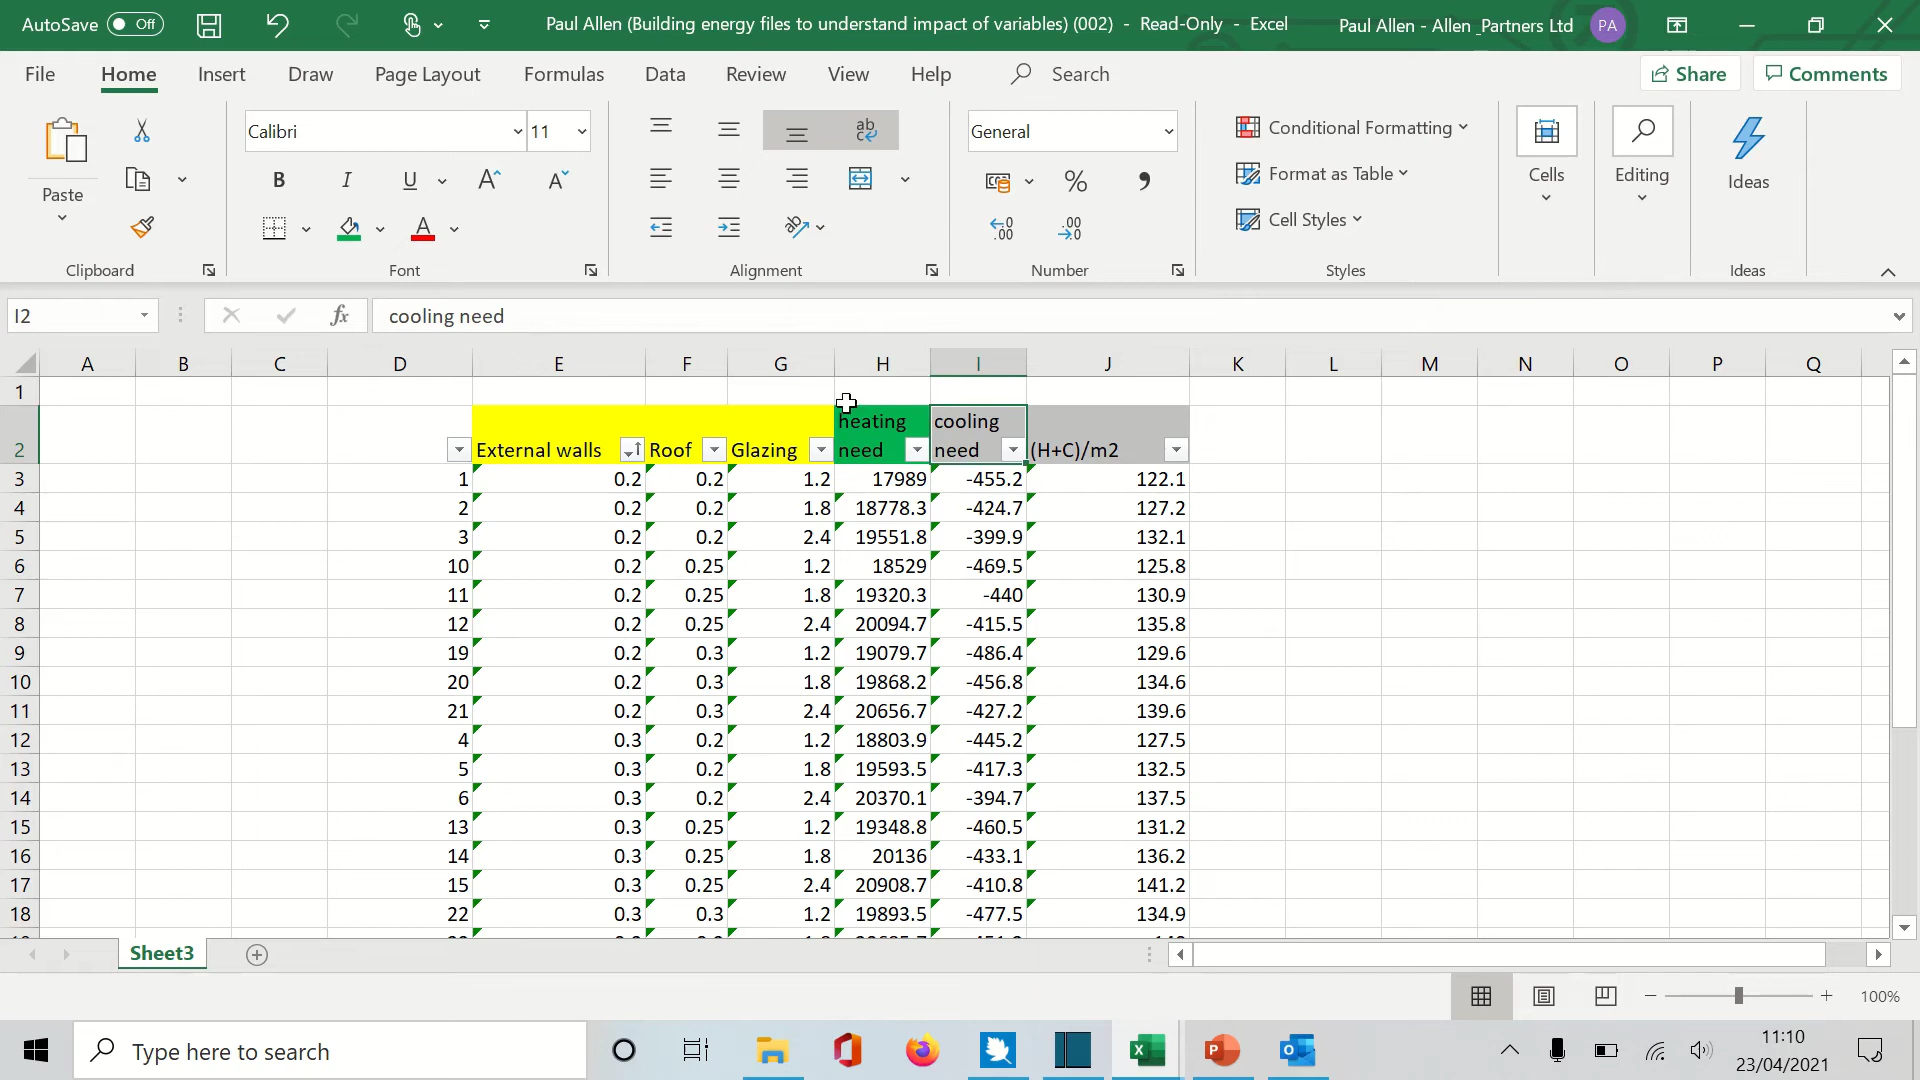 AutoSave Off Paul Allen (Building energy files to understand impact of variables) (002) - Read-Only - Excel Paul Allen - Allen _Partners Ltd PA
File Home Insert Draw Page Layout Formulas Data Review View Help Search Share Comments
Calibri 11 General
Paste
B I U A A ab c
% ,
A .00 .00
Conditional Formatting
Format as Table
Cell Styles
Cells Editing Ideas
Clipboard Font Alignment Number Styles Ideas
I2 fx cooling need
A B C D E F G H I J K L M N O P Q
1
2 External walls Roof Glazing heating need cooling need (H+C)/m2
3 1 0.2 0.2 1.2 17989 -455.2 122.1
4 2 0.2 0.2 1.8 18778.3 -424.7 127.2
5 3 0.2 0.2 2.4 19551.8 -399.9 132.1
6 10 0.2 0.25 1.2 18529 -469.5 125.8
7 11 0.2 0.25 1.8 19320.3 -440 130.9
8 12 0.2 0.25 2.4 20094.7 -415.5 135.8
9 19 0.2 0.3 1.2 19079.7 -486.4 129.6
10 20 0.2 0.3 1.8 19868.2 -456.8 134.6
11 21 0.2 0.3 2.4 20656.7 -427.2 139.6
12 4 0.3 0.2 1.2 18803.9 -445.2 127.5
13 5 0.3 0.2 1.8 19593.5 -417.3 132.5
14 6 0.3 0.2 2.4 20370.1 -394.7 137.5
15 13 0.3 0.25 1.2 19348.8 -460.5 131.2
16 14 0.3 0.25 1.8 20136 -433.1 136.2
17 15 0.3 0.25 2.4 20908.7 -410.8 141.2
18 22 0.3 0.3 1.2 19893.5 -477.5 134.9
Sheet3
100%
Type here to search
11:10
23/04/2021